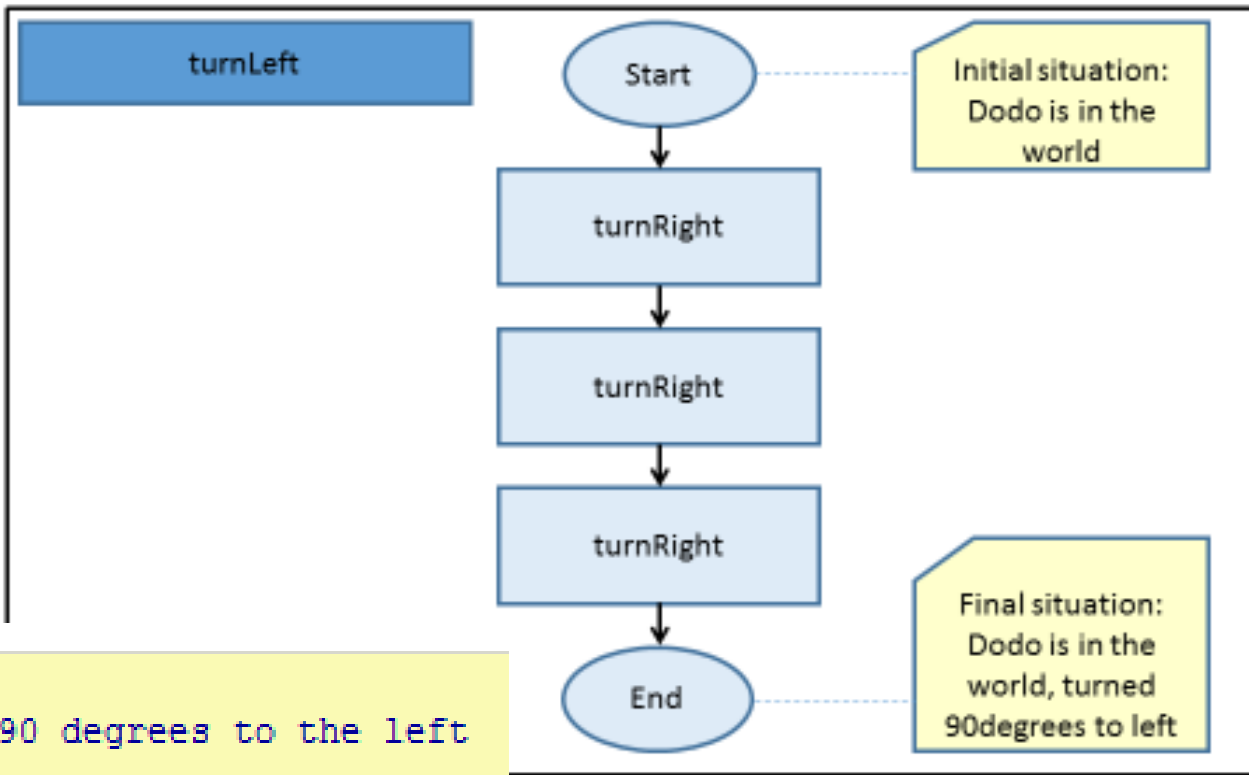 turnLeft
Start
Initial situation:
Dodo is in the
world
turnRight
turnRight
turnRight
End
Final situation:
Dodo is in the
world, turned
90degrees to left
90 degrees to the left